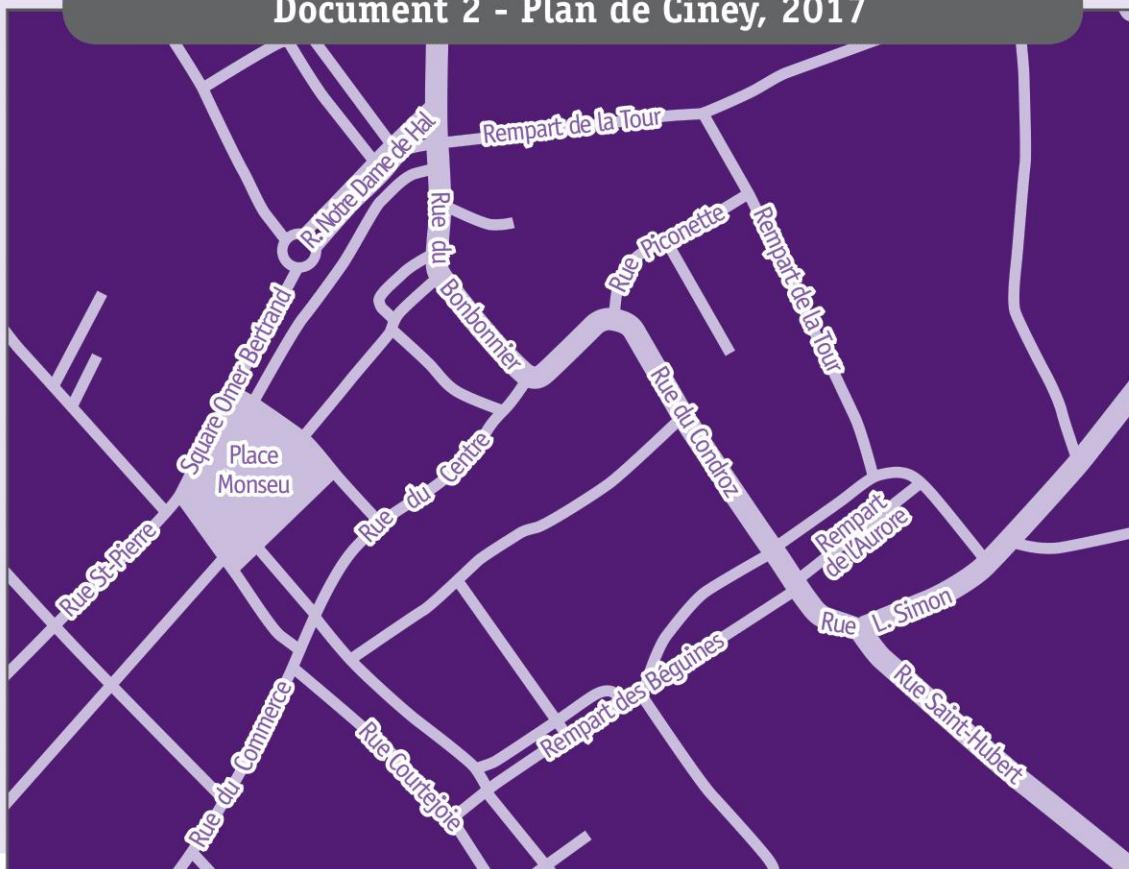 Document 2 - Plan de Ciney, 2017
R. Notre Dame de Hal
Rempart de la Tour
Rue du
Bonbonnier
Rue Piconette
Rempart de la Tour
Square Omer Bertrand
Place
Monseu
Rue du Centre
Rue du Condroz
Rue St-Pierre
Rempart
de l'Aurore
Rue L. Simon
Rempart des Béguines
Rue Saint-Hubert
Rue du Commerce
Rue Courtejoie